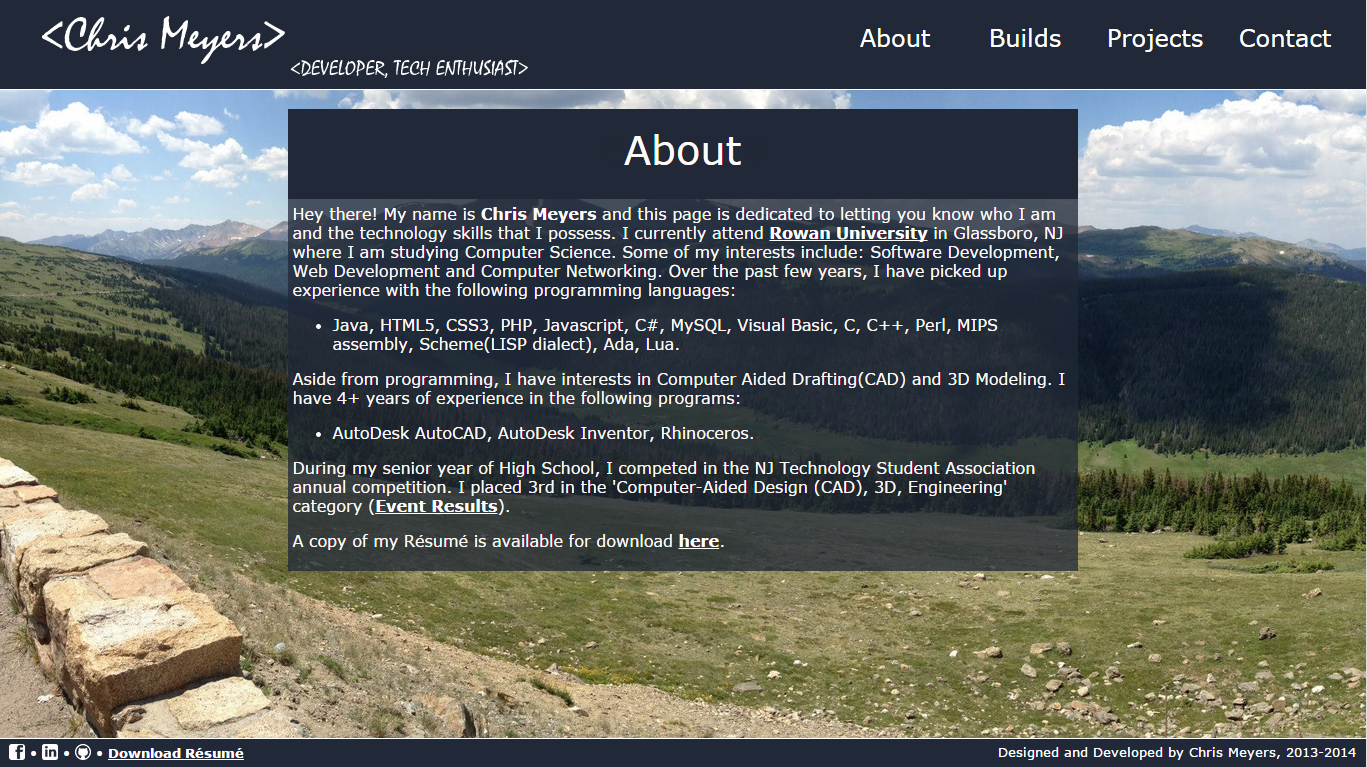 <Chris Meyers>
<DEVELOPER, TECH ENTHUSIAST>
About Builds Projects Contact
About
Hey there! My name is Chris Meyers and this page is dedicated to letting you know who I am
and the technology skills that I possess. I currently attend Rowan University in Glassboro, NJ
where I am studying Computer Science. Some of my interests include: Software Development,
Web Development and Computer Networking. Over the past few years, I have picked up
experience with the following programming languages:
• Java, HTML5, CSS3, PHP, Javascript, C#, MySQL, Visual Basic, C, C++, Perl, MIPS
assembly, Scheme(LISP dialect), Ada, Lua.
Aside from programming, I have interests in Computer Aided Drafting(CAD) and 3D Modeling. I
have 4+ years of experience in the following programs:
• AutoDesk AutoCAD, AutoDesk Inventor, Rhinoceros.
During my senior year of High School, I competed in the NJ Technology Student Association
annual competition. I placed 3rd in the 'Computer-Aided Design (CAD), 3D, Engineering'
category (Event Results).
A copy of my Résumé is available for download here.
• • • Download Résumé
Designed and Developed by Chris Meyers, 2013-2014